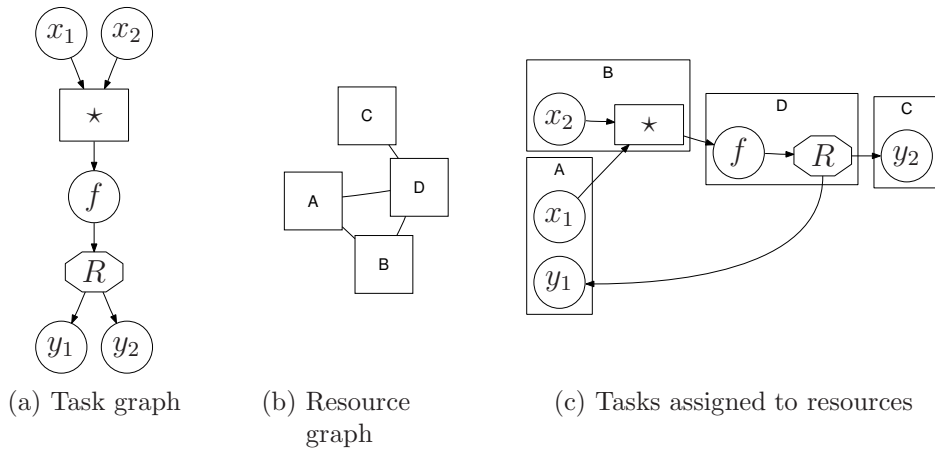 x₁ x₂
⋆
f
R
y₁ y₂
(a) Task graph
C
D
A
B
(b) Resource
graph
B
x₂ ⋆
D
f R
C
y₂
A
x₁
y₁
(c) Tasks assigned to resources